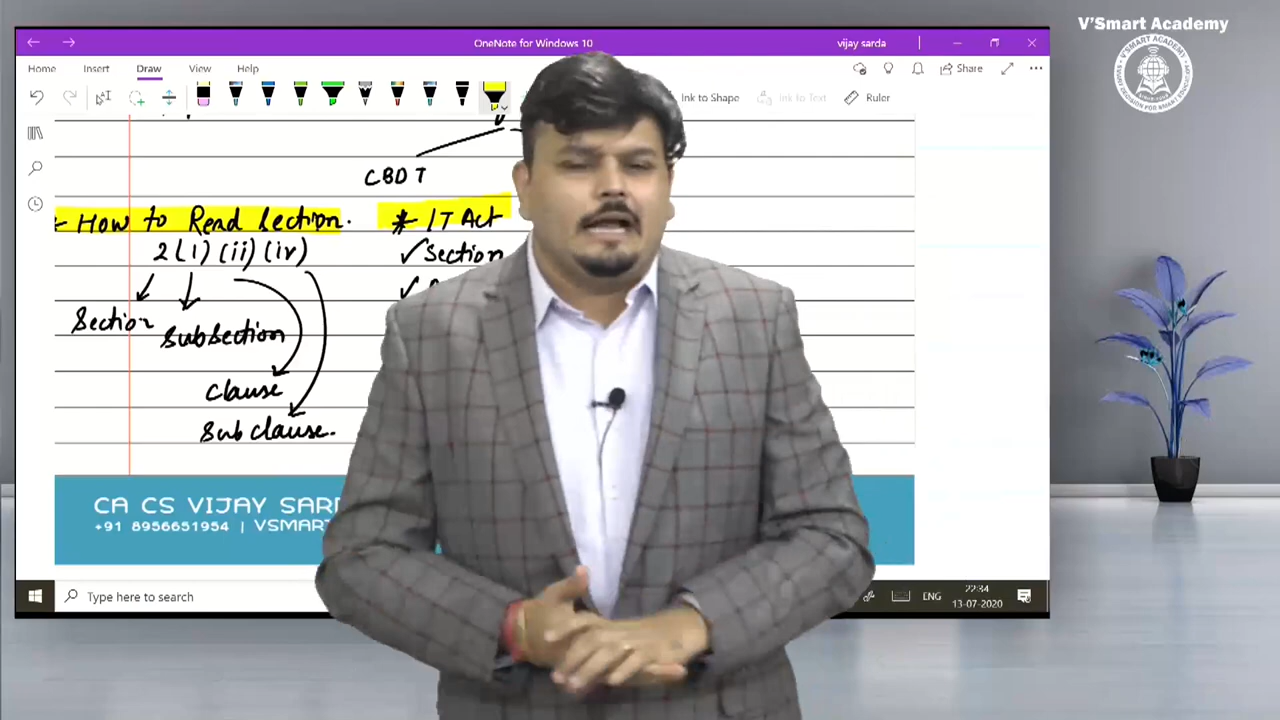 V'Smart Academy
OneNote for Windows 10
vijay sarda
Home Insert Draw View Help
Share
Ink to Shape
Ink to Text
Ruler
CBDT
How to Read Section.
* IT Act
2 (1) (ii) (iv)
✓ Section
✓
Section
Subsection
Clause
Sub clause.
CA CS VIJAY
+91 8956651954 | VSMART
Type here to search
ENG
22:34
13-07-2020